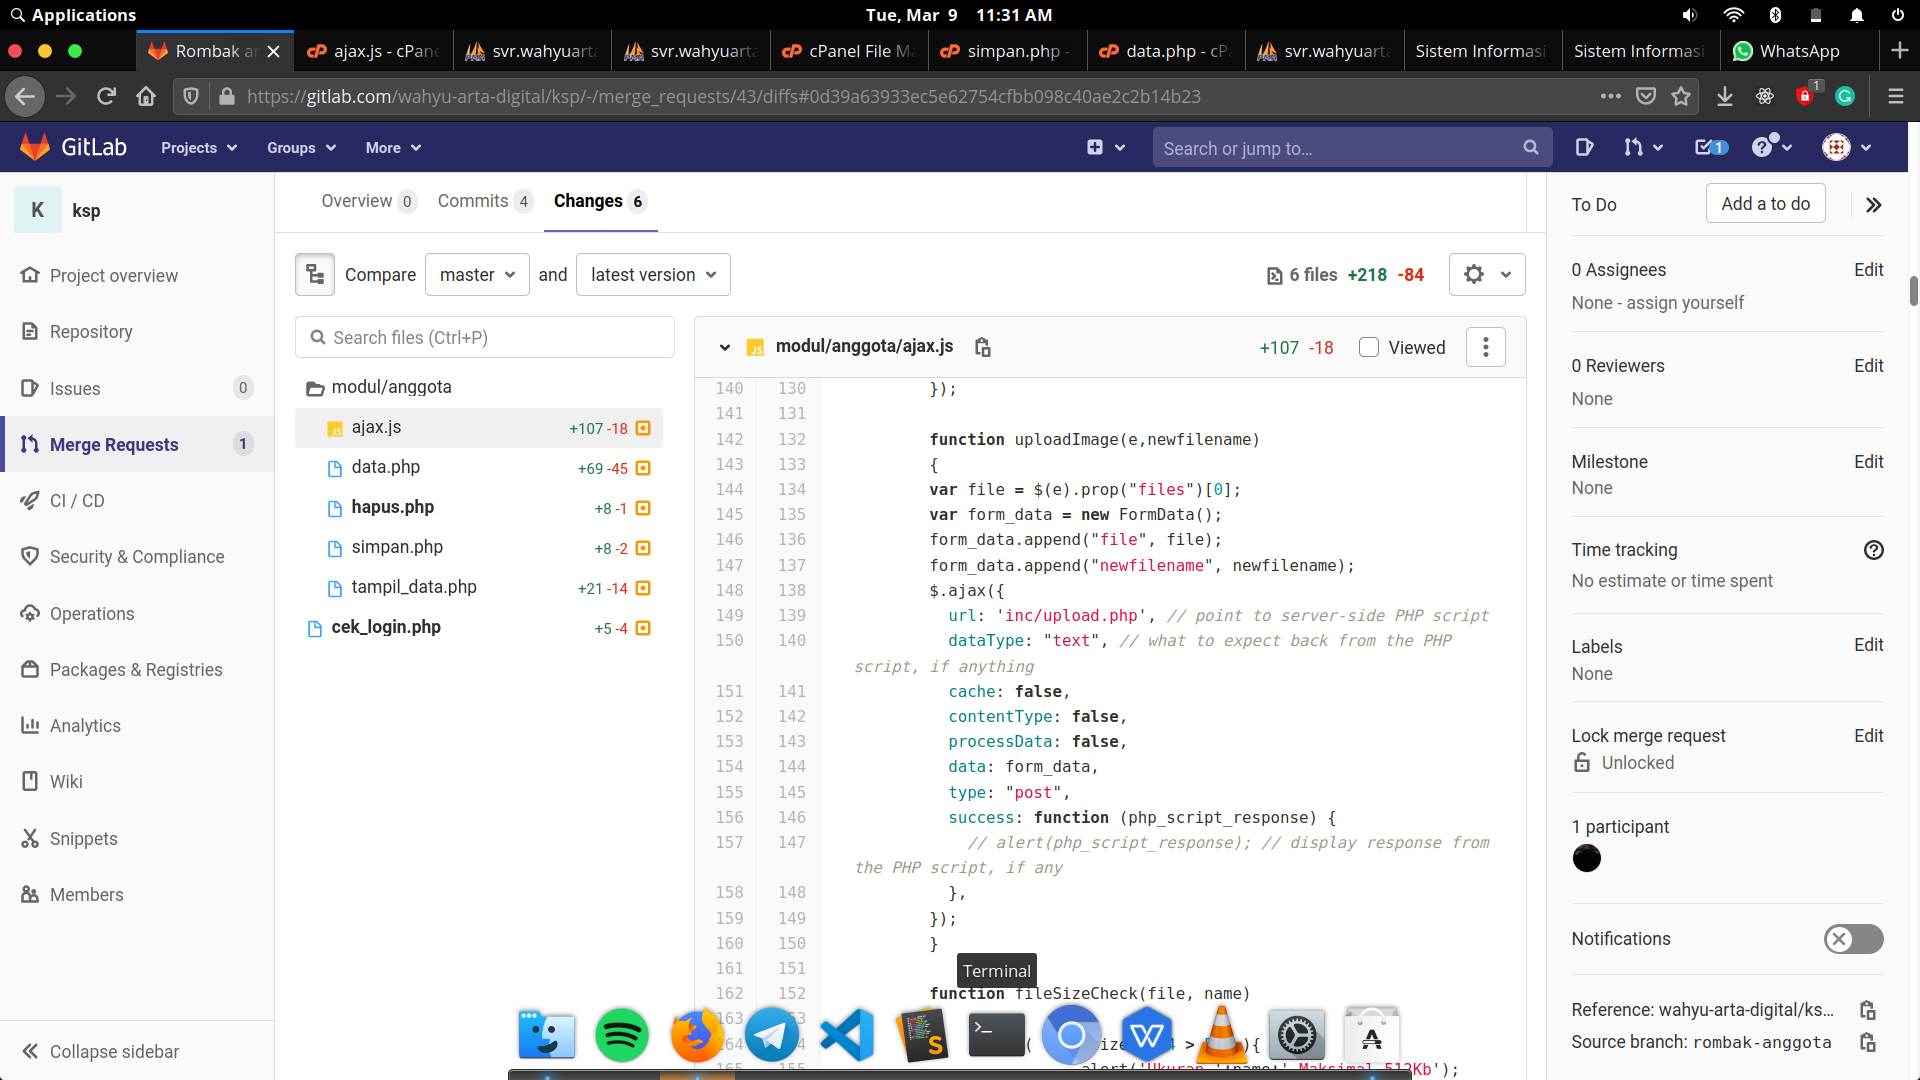 Applications
Tue, Mar 9 11:31 AM
Rombak an
ajax.js - cPane
svr.wahyuarta
svr.wahyuarta
cPanel File Ma
simpan.php -
data.php - cPa
svr.wahyuarta
Sistem Informasi
Sistem Informasi
WhatsApp
https://gitlab.com/wahyu-arta-digital/ksp/-/merge_requests/43/diffs#0d39a63933ec5e62754cfbb098c40ae2c2b14b23
1
GitLab
Projects
Groups
More
Search or jump to…
1
K ksp
Project overview
Repository
Issues 0
Merge Requests 1
CI / CD
Security & Compliance
Operations
Packages & Registries
Analytics
Wiki
Snippets
Members
Collapse sidebar
Overview 0 Commits 4 Changes 6
Compare master and latest version
6 files +218 -84
Search files (Ctrl+P)
modul/anggota
ajax.js +107 -18
data.php +69 -45
hapus.php +8 -1
simpan.php +8 -2
tampil_data.php +21 -14
cek_login.php +5 -4
modul/anggota/ajax.js +107 -18 Viewed
140 130 });
141 131
142 132 function uploadImage(e,newfilename)
143 133 {
144 134 var file = $(e).prop("files")[0];
145 135 var form_data = new FormData();
146 136 form_data.append("file", file);
147 137 form_data.append("newfilename", newfilename);
148 138 $.ajax({
149 139 url: 'inc/upload.php', // point to server-side PHP script
150 140 dataType: "text", // what to expect back from the PHP
script, if anything
151 141 cache: false,
152 142 contentType: false,
153 143 processData: false,
154 144 data: form_data,
155 145 type: "post",
156 146 success: function (php_script_response) {
157 147 // alert(php_script_response); // display response from
the PHP script, if any
158 148 },
159 149 });
160 150 }
161 151
Terminal
162 152 function fileSizeCheck(file, name)
163
164
Maksimal 512Kb');
To Do Add a to do
0 Assignees Edit
None - assign yourself
0 Reviewers Edit
None
Milestone Edit
None
Time tracking
No estimate or time spent
Labels Edit
None
Lock merge request Edit
Unlocked
1 participant
Notifications
Reference: wahyu-arta-digital/ks...
Source branch: rombak-anggota